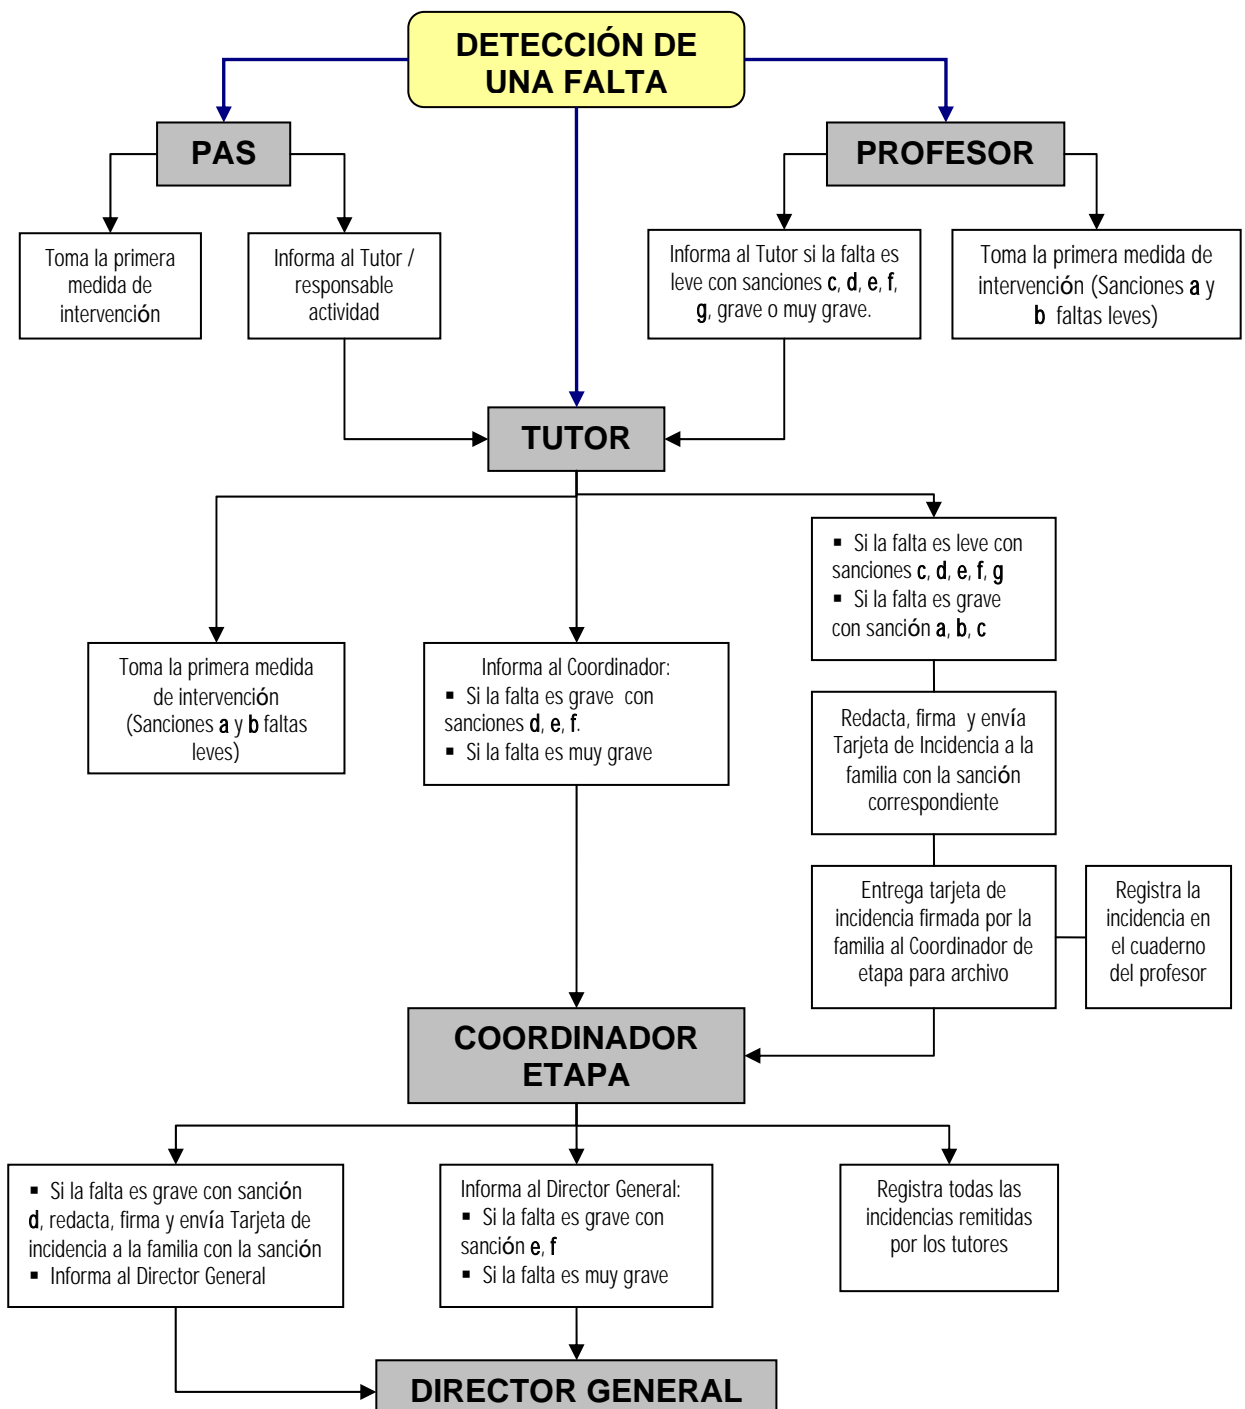 DETECCIÓN DE
UNA FALTA
PAS
PROFESOR
Toma la primera
medida de
intervención
Informa al Tutor /
responsable
actividad
Informa al Tutor si la falta es
leve con sanciones c, d, e, f,
g, grave o muy grave.
Toma la primera medida de
intervención (Sanciones a y
b faltas leves)
TUTOR
▪ Si la falta es leve con
sanciones c, d, e, f, g
▪ Si la falta es grave
con sanción a, b, c
Toma la primera medida
de intervención
(Sanciones a y b faltas
leves)
Informa al Coordinador:
▪ Si la falta es grave con
sanciones d, e, f.
▪ Si la falta es muy grave
Redacta, firma y envía
Tarjeta de Incidencia a la
familia con la sanción
correspondiente
Entrega tarjeta de
incidencia firmada por la
familia al Coordinador de
etapa para archivo
Registra la
incidencia en
el cuaderno
del profesor
COORDINADOR
ETAPA
▪ Si la falta es grave con sanción
d, redacta, firma y envía Tarjeta de
incidencia a la familia con la sanción
▪ Informa al Director General
Informa al Director General:
▪ Si la falta es grave con
sanción e, f
▪ Si la falta es muy grave
Registra todas las
incidencias remitidas
por los tutores
DIRECTOR GENERAL